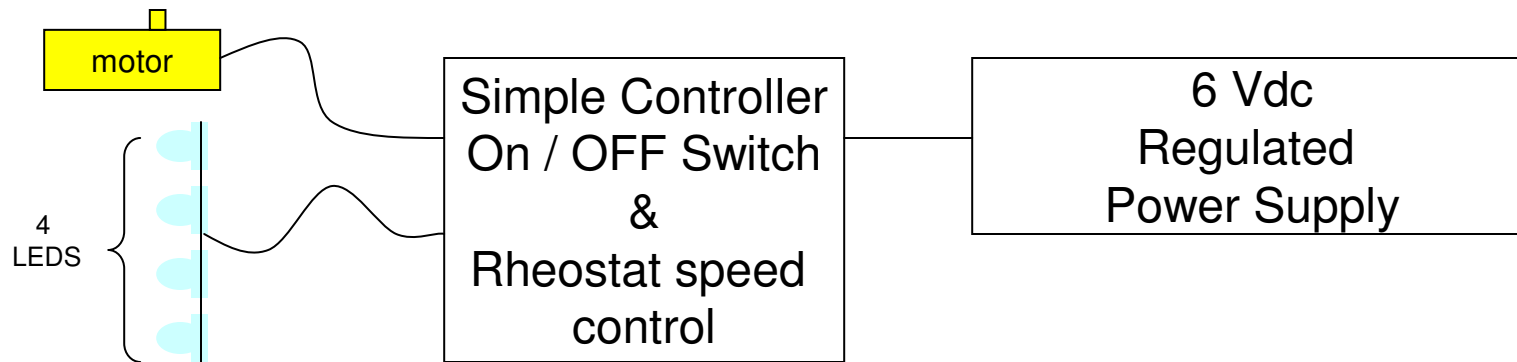 motor
4
LEDS
Simple Controller
On / OFF Switch
&
Rheostat speed
control
6 Vdc
Regulated
Power Supply